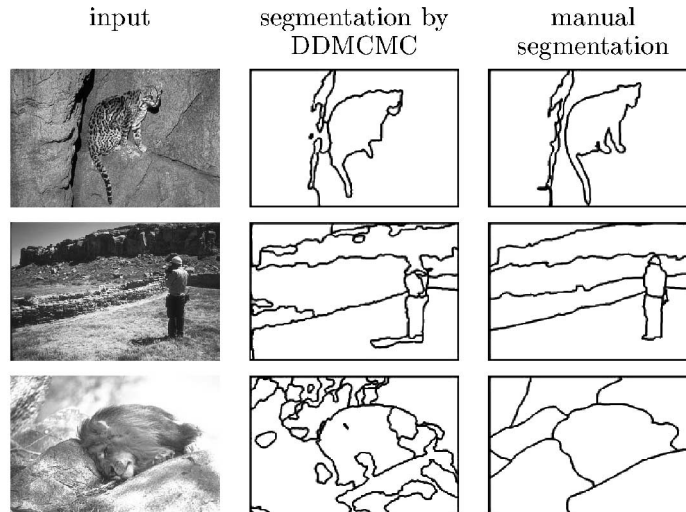 input
segmentation by
DDMCMC
manual
segmentation